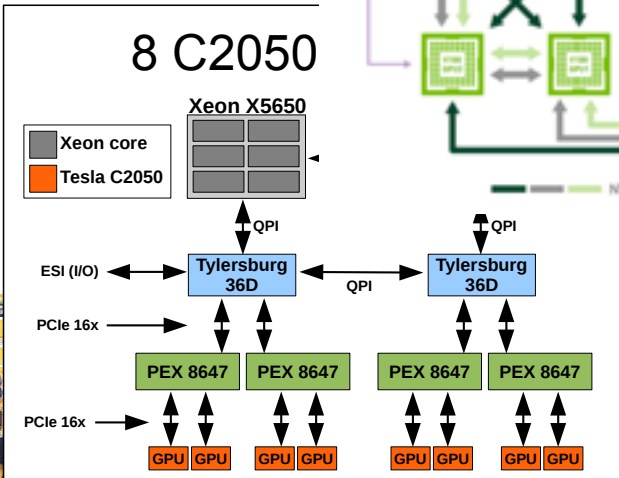 8 C2050
Xeon X5650
Xeon core
Tesla C2050
QPI
QPI
ESI (I/O)
Tylersburg
36D
QPI
Tylersburg
36D
PCIe 16x
PEX 8647
PEX 8647
PEX 8647
PEX 8647
PCIe 16x
GPU
GPU
GPU
GPU
GPU
GPU
GPU
GPU